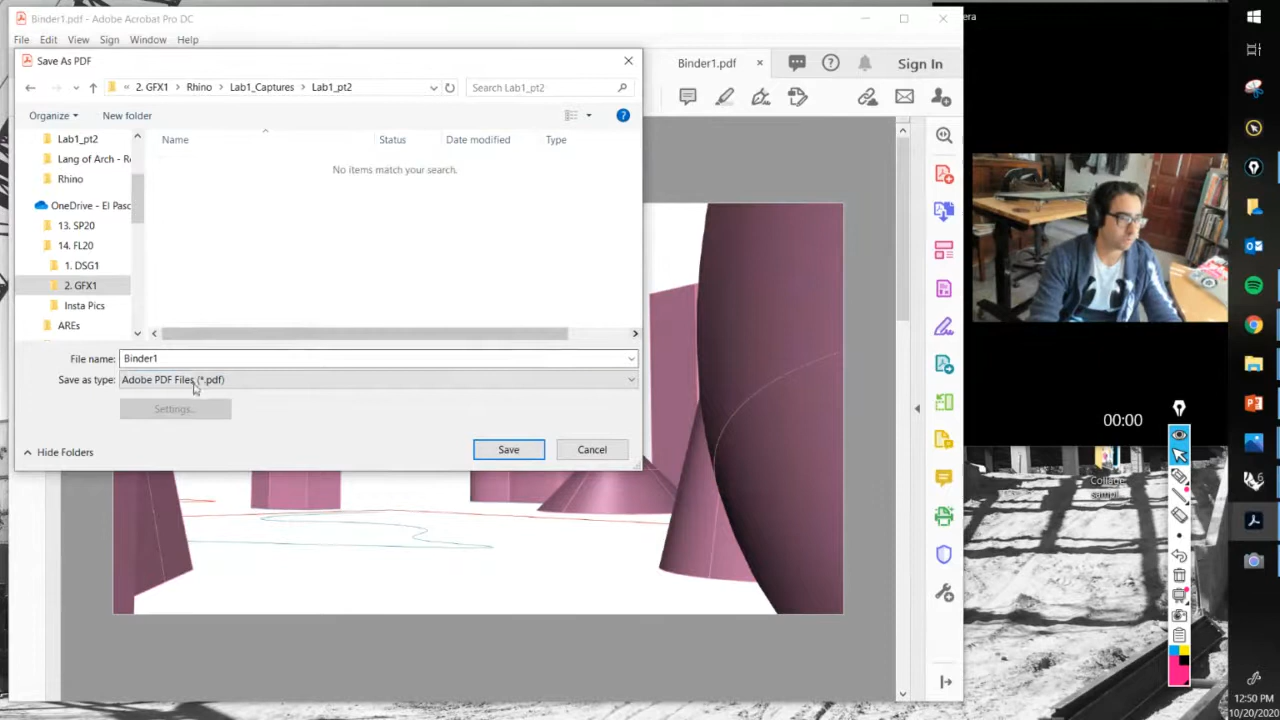 Binder1.pdf - Adobe Acrobat Pro DC
era
File Edit View Sign Window Help
Save As PDF
Binder1.pdf
Sign In
« 2. GFX1 › Rhino › Lab1_Captures › Lab1_pt2
Search Lab1_pt2
Organize
New folder
Name Status Date modified Type
No items match your search.
Lab1_pt2
Lang of Arch - R
Rhino
OneDrive - El Paso
13. SP20
14. FL20
1. DSG1
2. GFX1
Insta Pics
AREs
File name: Binder1
Save as type: Adobe PDF Files (*.pdf)
Settings...
Hide Folders
Save
Cancel
00:00
Collage
sampl
12:50 PM
10/20/2020